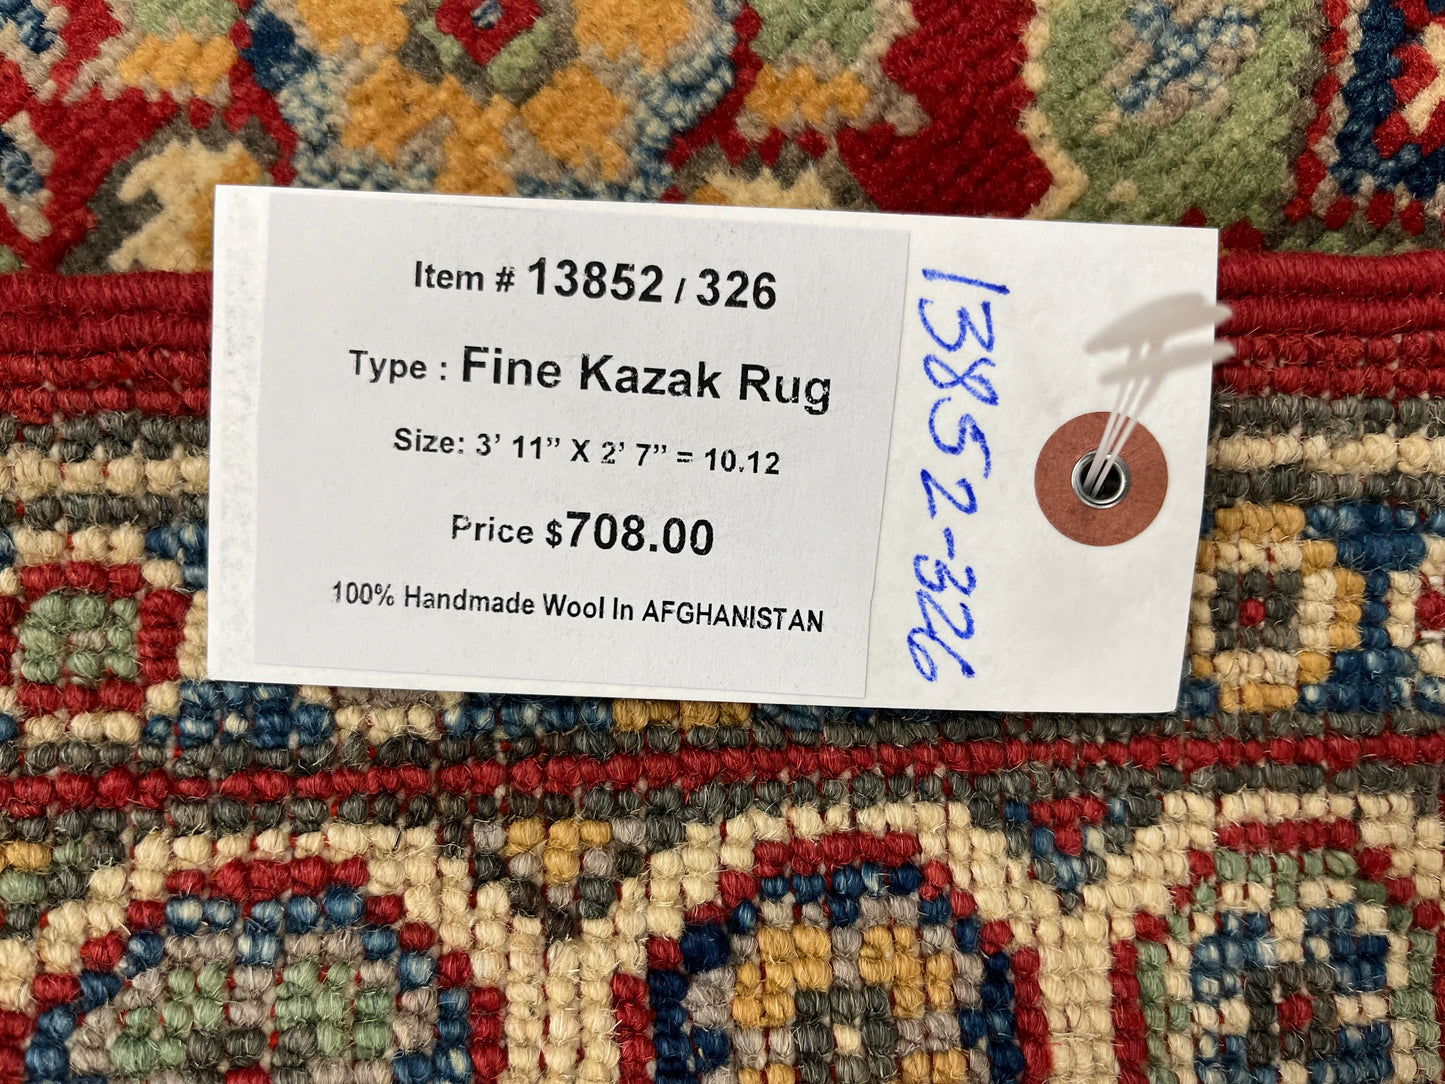 Item # 13852 / 326
Type : Fine Kazak Rug
Size: 3’ 11” X 2’ 7” = 10.12
Price $708.00
100% Handmade Wool In AFGHANISTAN
13852-326